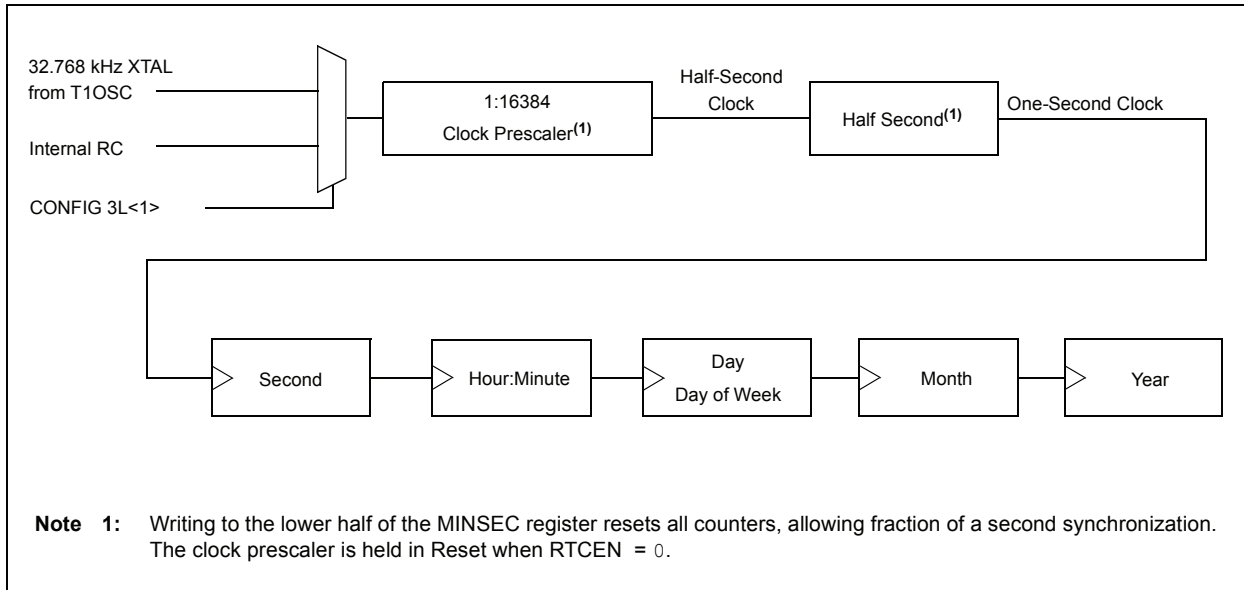 32.768 kHz XTAL
from T1OSC
Internal RC
CONFIG 3L<1>
1:16384
Clock Prescaler(1)
Half-Second
Clock
Half Second(1)
One-Second Clock
Second
Hour:Minute
Day
Day of Week
Month
Year
Note 1: Writing to the lower half of the MINSEC register resets all counters, allowing fraction of a second synchronization.
The clock prescaler is held in Reset when RTCEN = 0.